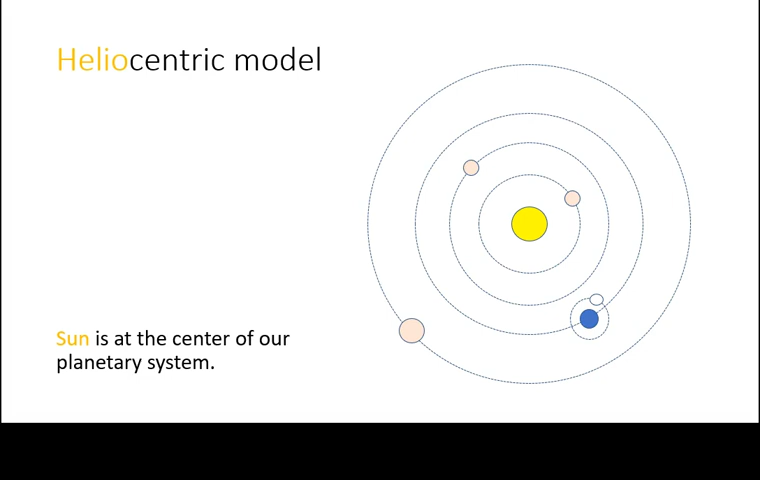 Heliocentric model
Sun is at the center of our
planetary system.